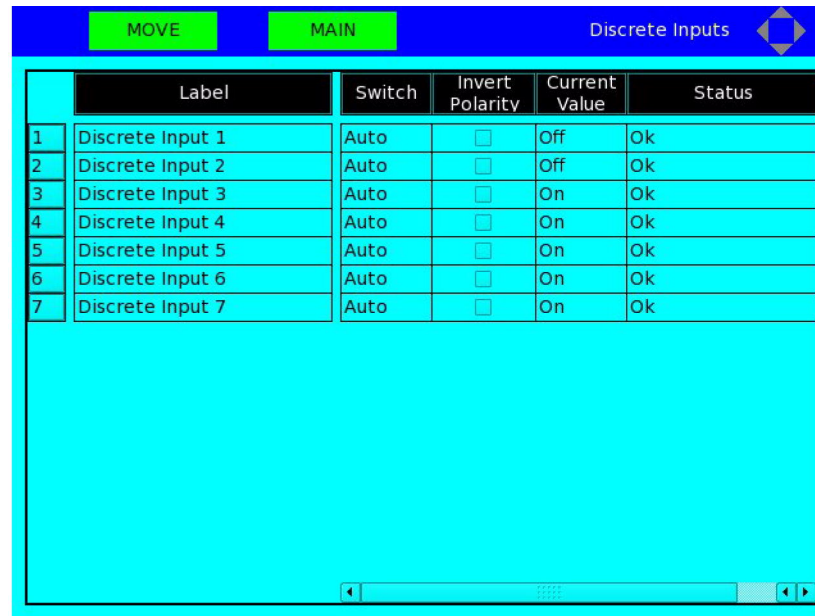 MOVE MAIN Discrete Inputs
Label Switch Invert Polarity Current Value Status
1 Discrete Input 1 Auto Off Ok
2 Discrete Input 2 Auto Off Ok
3 Discrete Input 3 Auto On Ok
4 Discrete Input 4 Auto On Ok
5 Discrete Input 5 Auto On Ok
6 Discrete Input 6 Auto On Ok
7 Discrete Input 7 Auto On Ok